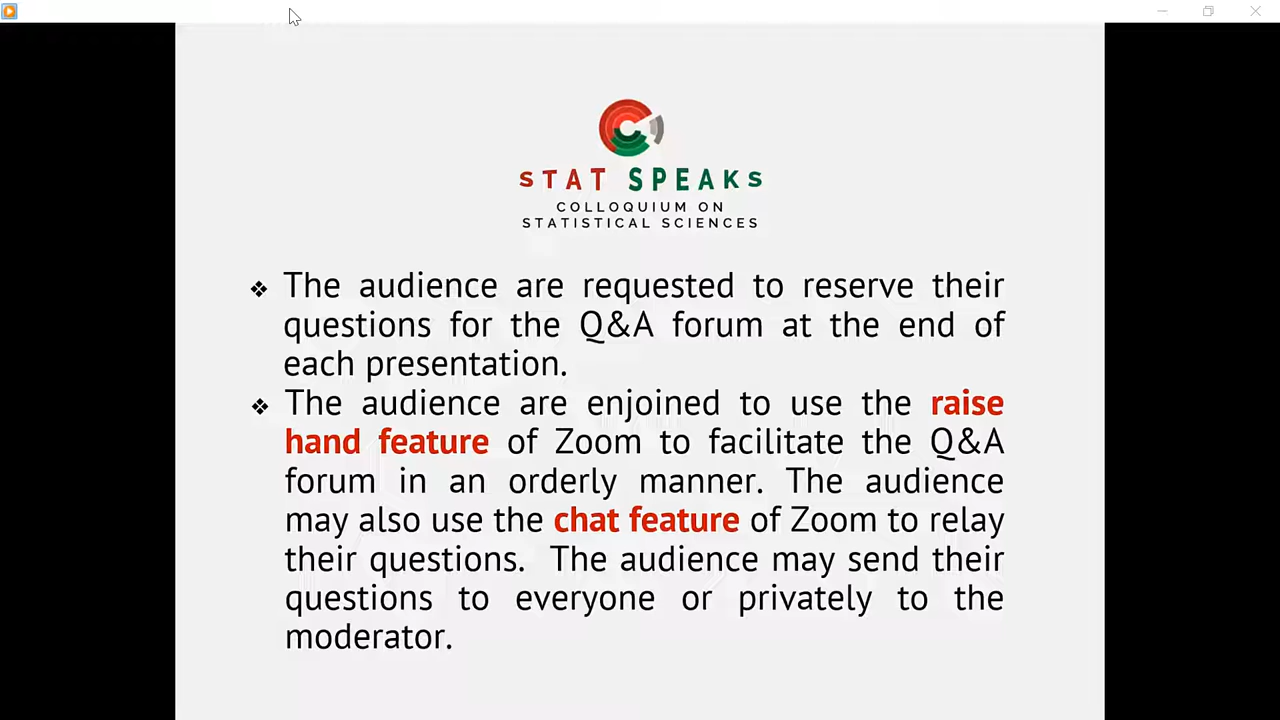 STAT SPEAKS
COLLOQUIUM ON
STATISTICAL SCIENCES
❖ The audience are requested to reserve their
questions for the Q&A forum at the end of
each presentation.
❖ The audience are enjoined to use the raise
hand feature of Zoom to facilitate the Q&A
forum in an orderly manner. The audience
may also use the chat feature of Zoom to relay
their questions. The audience may send their
questions to everyone or privately to the
moderator.